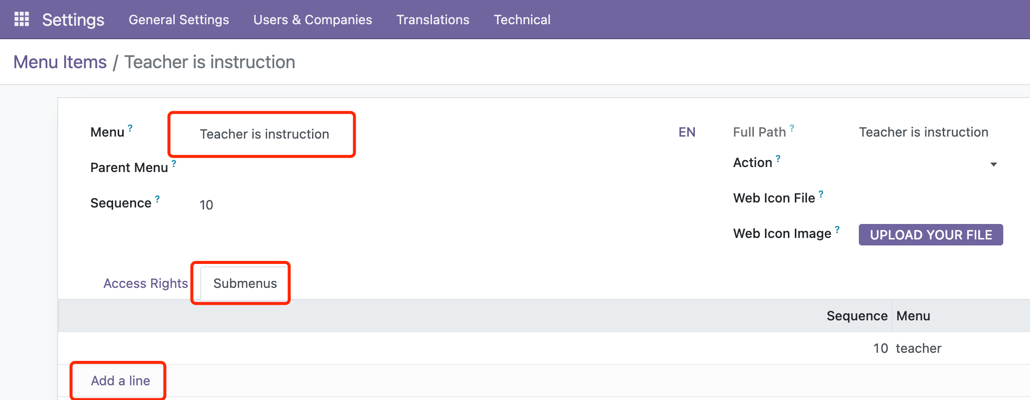 Settings General Settings Users & Companies Translations Technical
Menu Items / Teacher is instruction
Menu ? Teacher is instruction EN Full Path ? Teacher is instruction
Action ?
Parent Menu ?
Web Icon File ?
Sequence ? 10
Web Icon Image ? UPLOAD YOUR FILE
Access Rights Submenus
Sequence Menu
10 teacher
Add a line